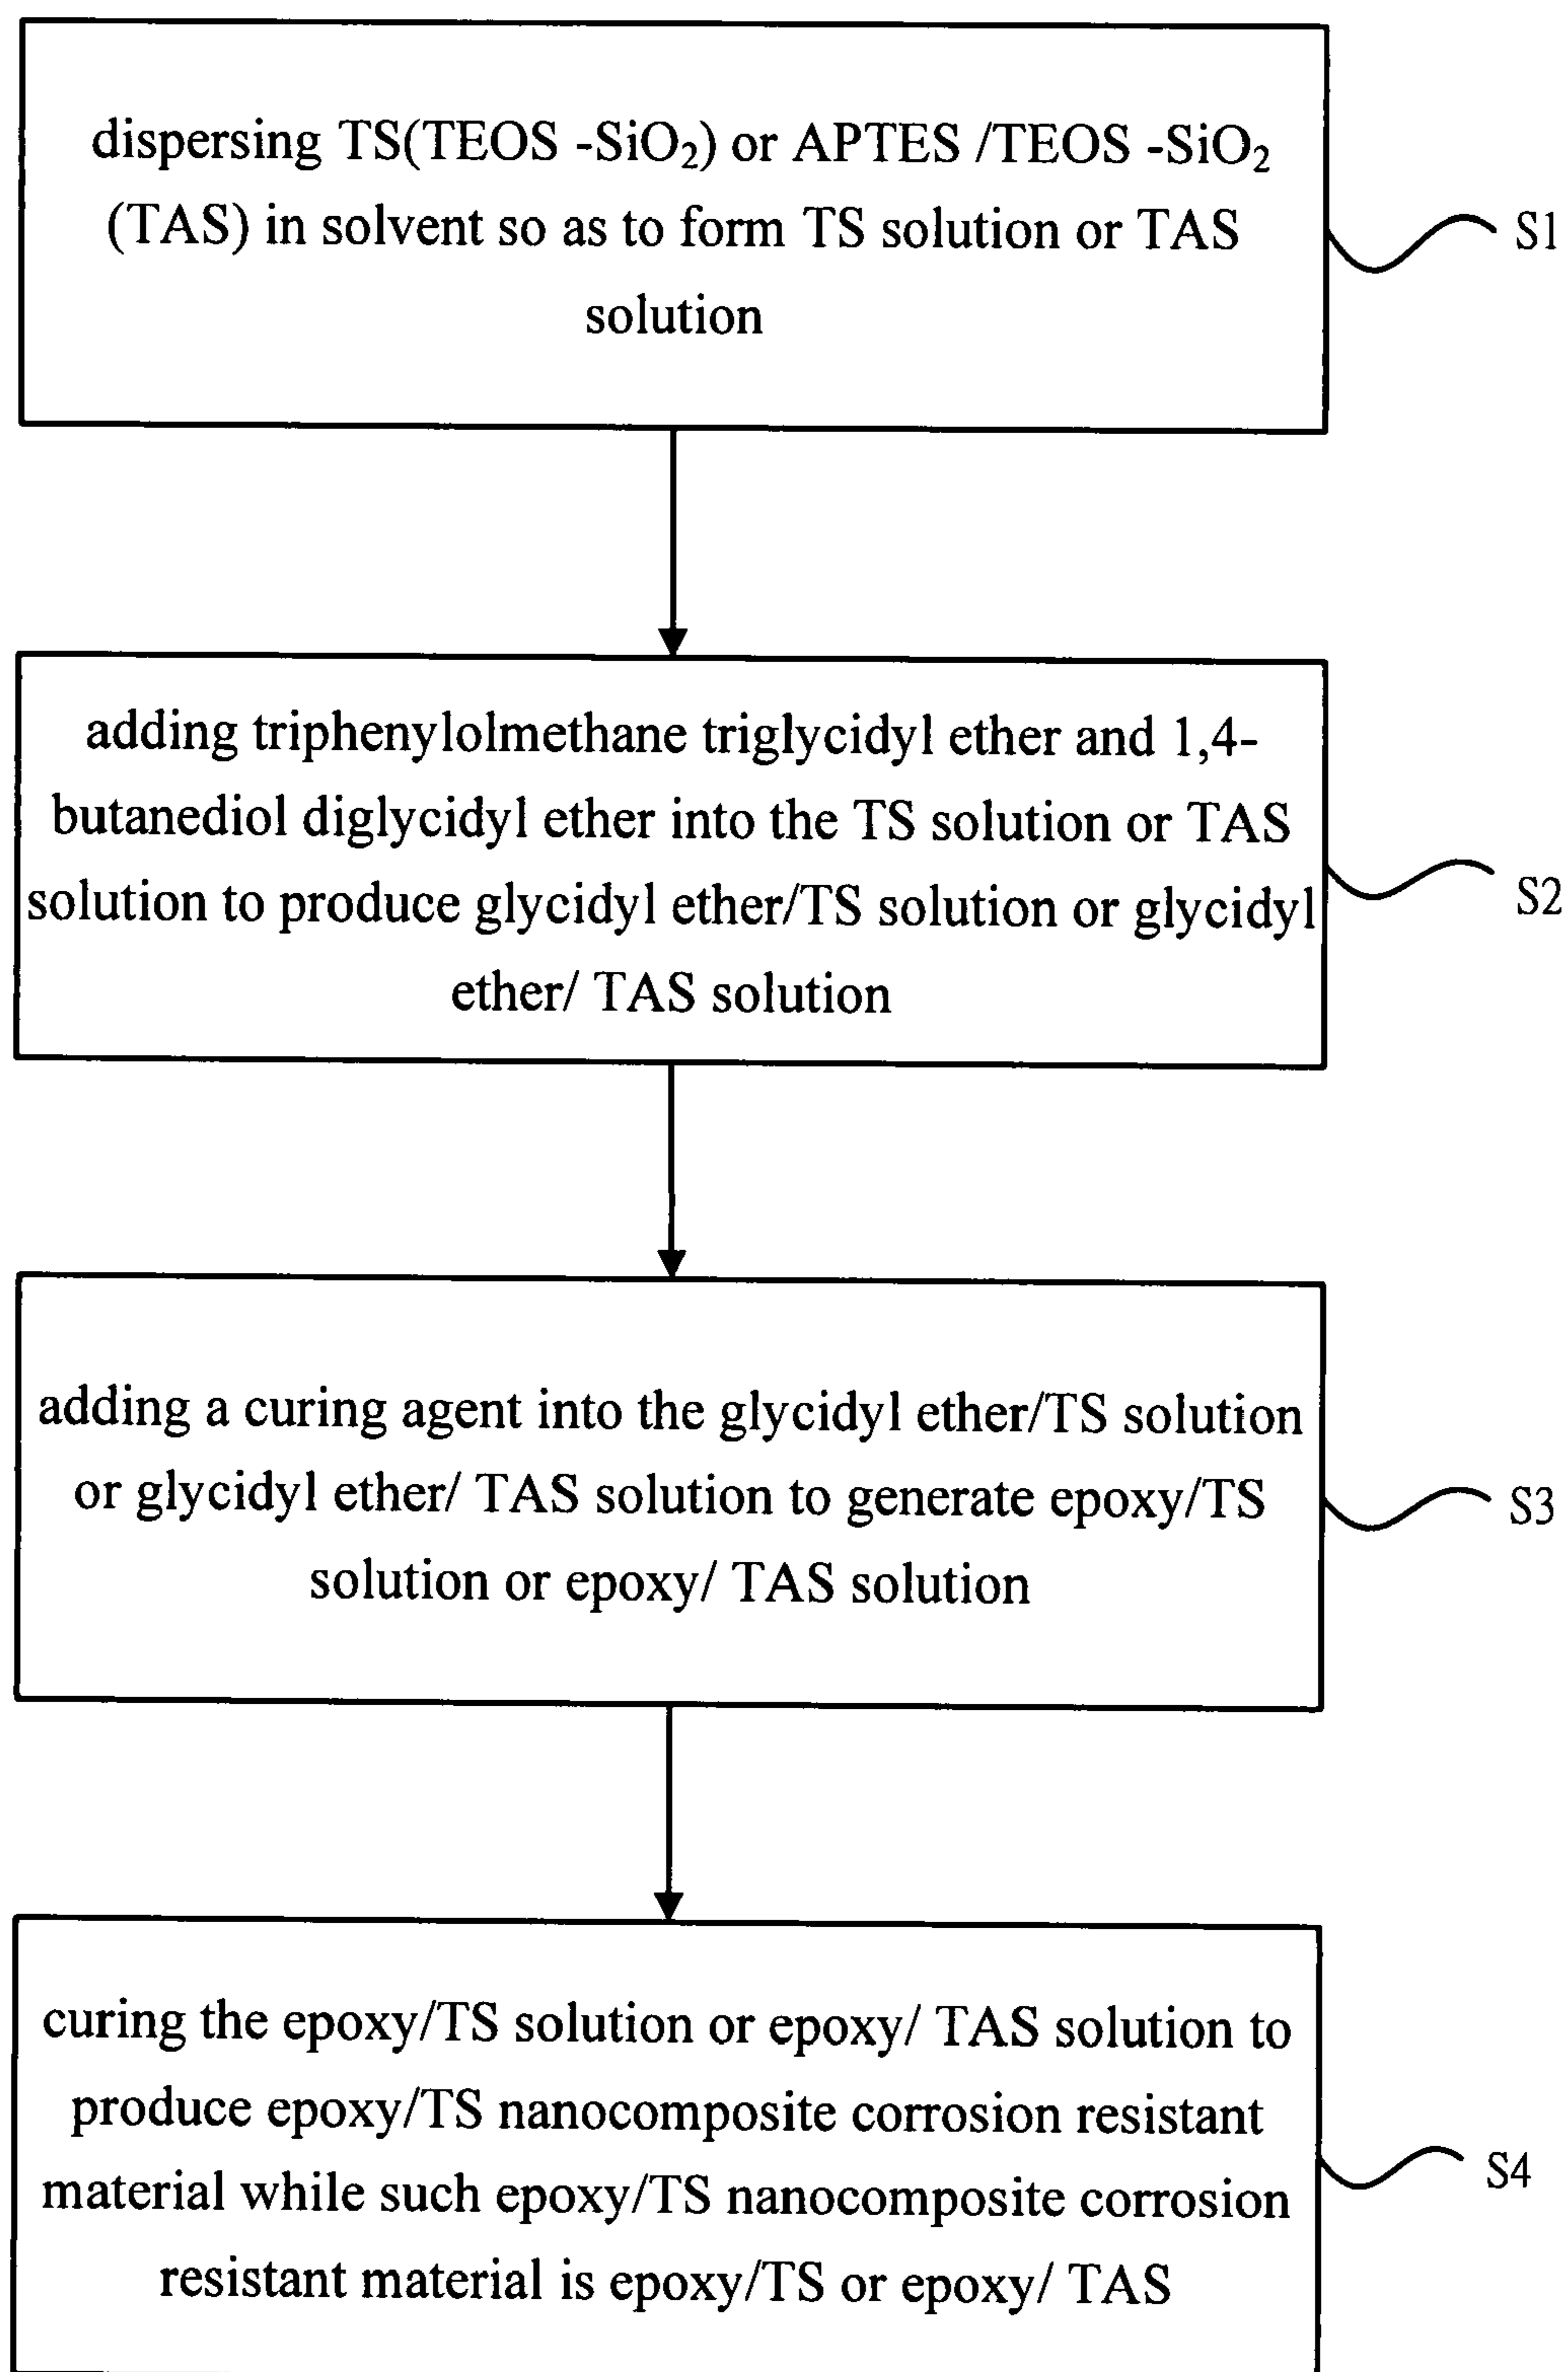 dispersing TS(TEOS -SiO₂) or APTES /TEOS -SiO₂
(TAS) in solvent so as to form TS solution or TAS
solution
S1
adding triphenylolmethane triglycidyl ether and 1,4-
butanediol diglycidyl ether into the TS solution or TAS
solution to produce glycidyl ether/TS solution or glycidyl
ether/ TAS solution
S2
adding a curing agent into the glycidyl ether/TS solution
or glycidyl ether/ TAS solution to generate epoxy/TS
solution or epoxy/ TAS solution
S3
curing the epoxy/TS solution or epoxy/ TAS solution to
produce epoxy/TS nanocomposite corrosion resistant
material while such epoxy/TS nanocomposite corrosion
resistant material is epoxy/TS or epoxy/ TAS
S4